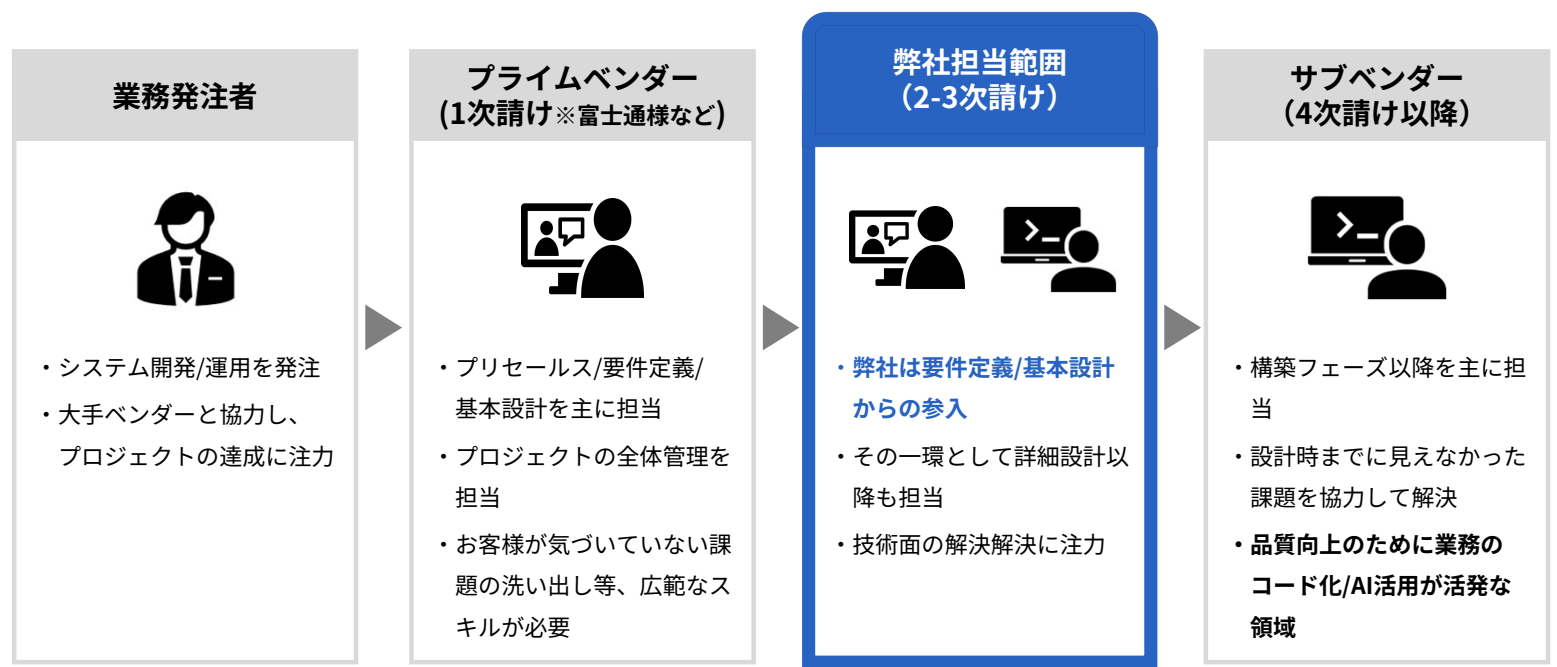 業務発注者
・システム開発/運用を発注
・大手ベンダーと協力し、
プロジェクトの達成に注力
プライムベンダー
(1次請け※富士通様など)
・プリセールス/要件定義/
基本設計を主に担当
・プロジェクトの全体管理を
担当
・お客様が気づいていない課
題の洗い出し等、広範なス
キルが必要
弊社担当範囲
（2-3次請け）
・弊社は要件定義/基本設計
からの参入
・その一環として詳細設計以
降も担当
・技術面の解決解決に注力
サブベンダー
（4次請け以降）
・構築フェーズ以降を主に担
当
・設計時までに見えなかった
課題を協力して解決
・品質向上のために業務の
コード化/AI活用が活発な
領域